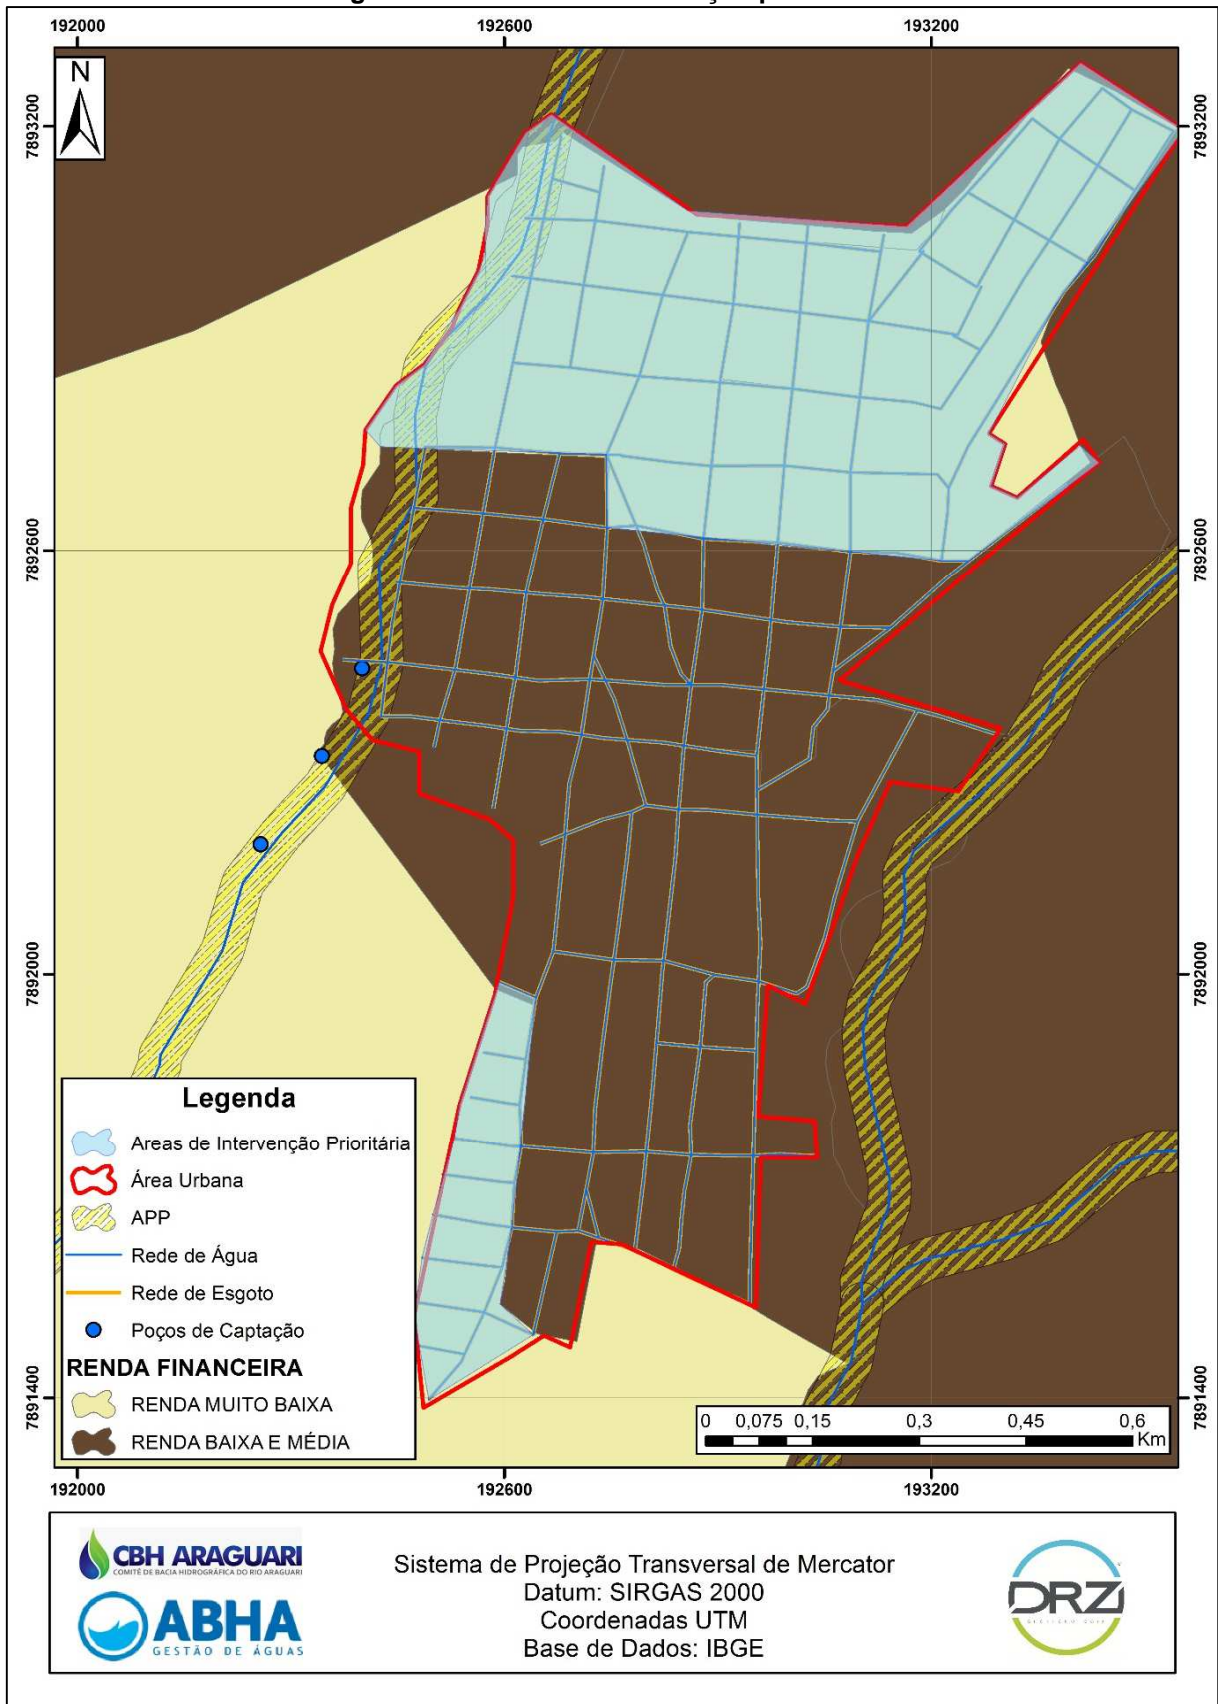 192000 192600 193200
N
7893200 7893200
7892600 7892600
7892000 7892000
7891400 7891400
Legenda
Areas de Intervenção Prioritária
Área Urbana
APP
Rede de Água
Rede de Esgoto
Poços de Captação
RENDA FINANCEIRA
RENDA MUITO BAIXA
RENDA BAIXA E MÉDIA
0 0,075 0,15 0,3 0,45 0,6
Km
192000 192600 193200
CBH ARAGUARI
COMITÊ DE BACIA HIDROGRÁFICA DO RIO ARAGUARI
ABHA
GESTÃO DE ÁGUAS
Sistema de Projeção Transversal de Mercator
Datum: SIRGAS 2000
Coordenadas UTM
Base de Dados: IBGE
DRZ